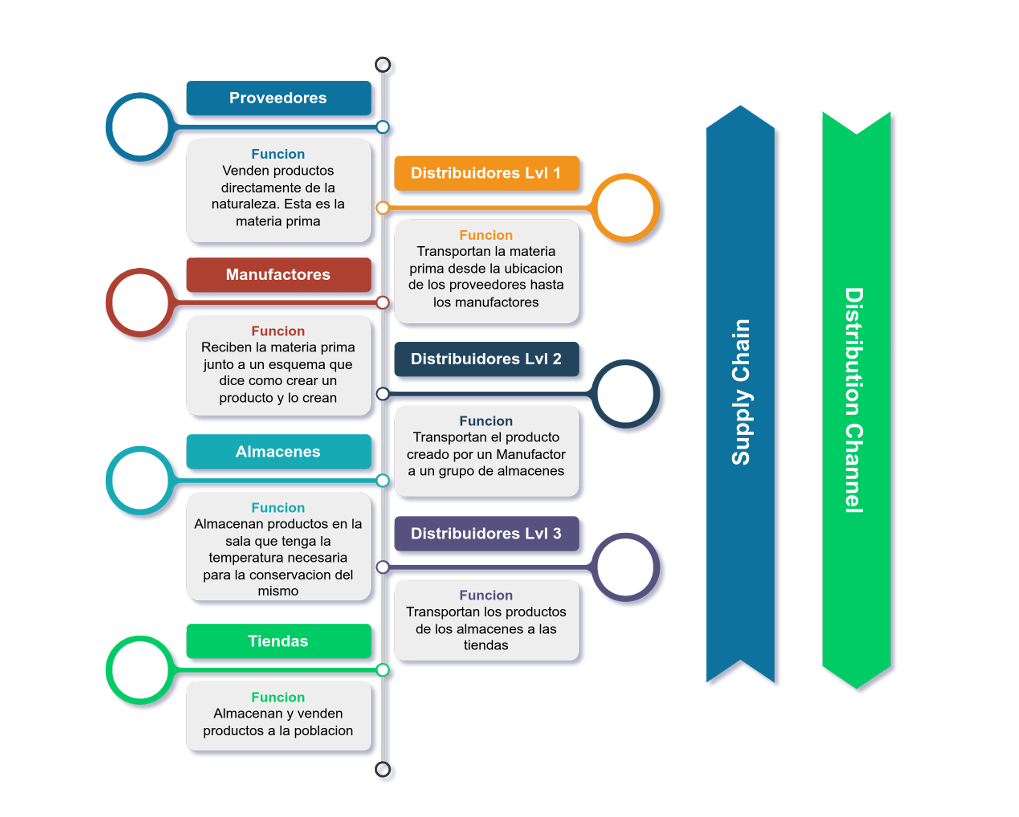 Proveedores
Funcion
Venden productos
directamente de la
naturaleza. Esta es la
materia prima
Distribuidores Lvl 1
Funcion
Transportan la materia
prima desde la ubicacion
de los proveedores hasta
los manufactores
Manufactores
Funcion
Reciben la materia prima
junto a un esquema que
dice como crear un
producto y lo crean
Distribuidores Lvl 2
Funcion
Transportan el producto
creado por un Manufactor
a un grupo de almacenes
Almacenes
Funcion
Almacenan productos en la
sala que tenga la
temperatura necesaria
para la conservacion del
mismo
Distribuidores Lvl 3
Funcion
Transportan los productos
de los almacenes a las
tiendas
Tiendas
Funcion
Almacenan y venden
productos a la poblacion
Supply Chain
Distribution Channel